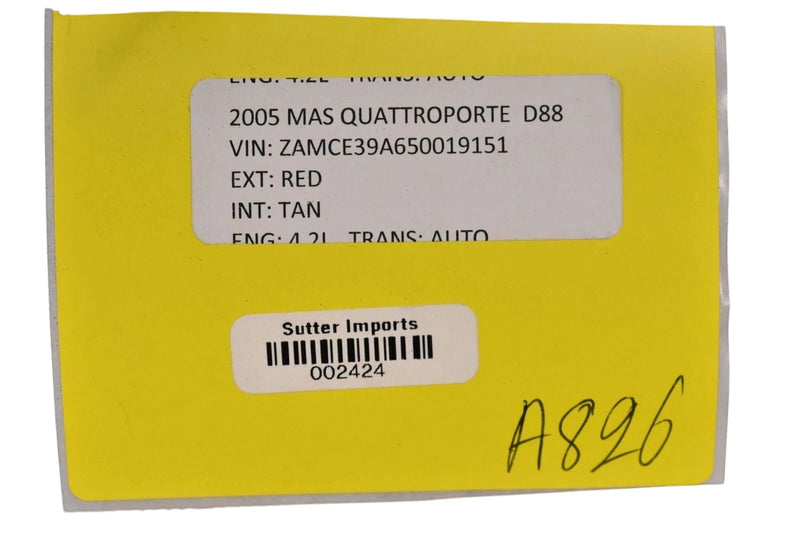 ENG: 4.2L TRANS: AUTO
2005 MAS QUATTROPORTE D88
VIN: ZAMCE39A650019151
EXT: RED
INT: TAN
ENG: 4.2L TRANS: AUTO
Sutter Imports
002424
A896